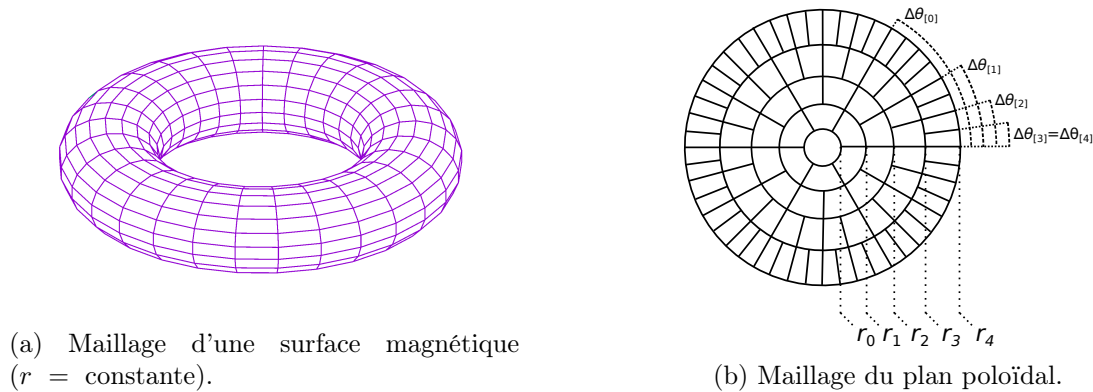 Δθ[0]
Δθ[1]
Δθ[2]
Δθ[3]=Δθ[4]
r0 r1 r2 r3 r4
(a) Maillage d'une surface magnétique
(r = constante).
(b) Maillage du plan poloïdal.